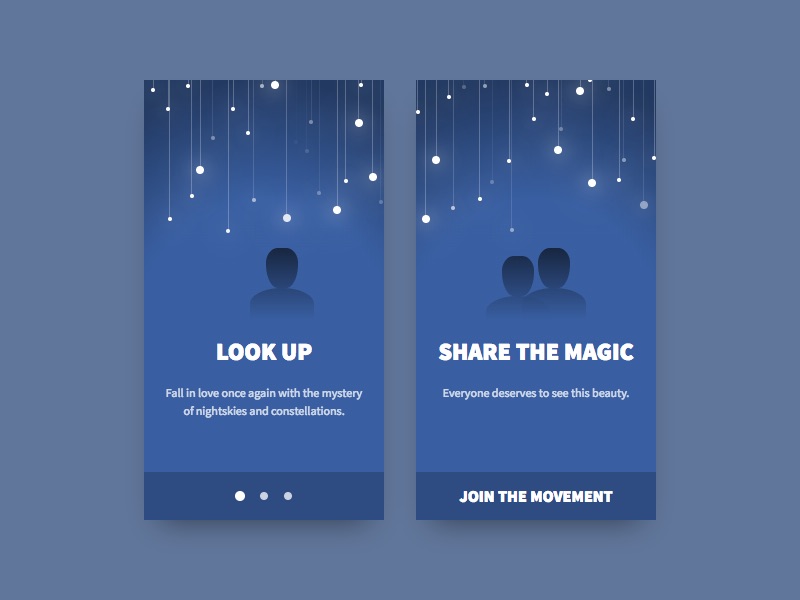 LOOK UP
Fall in love once again with the mystery
of nightskies and constellations.
SHARE THE MAGIC
Everyone deserves to see this beauty.
JOIN THE MOVEMENT